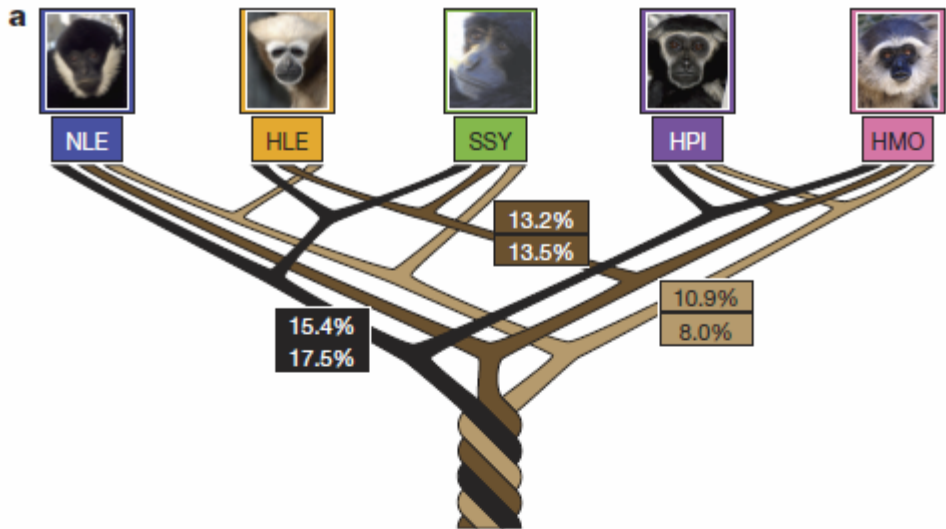 a
NLE
HLE
SSY
HPI
HMO
13.2%
13.5%
10.9%
8.0%
15.4%
17.5%